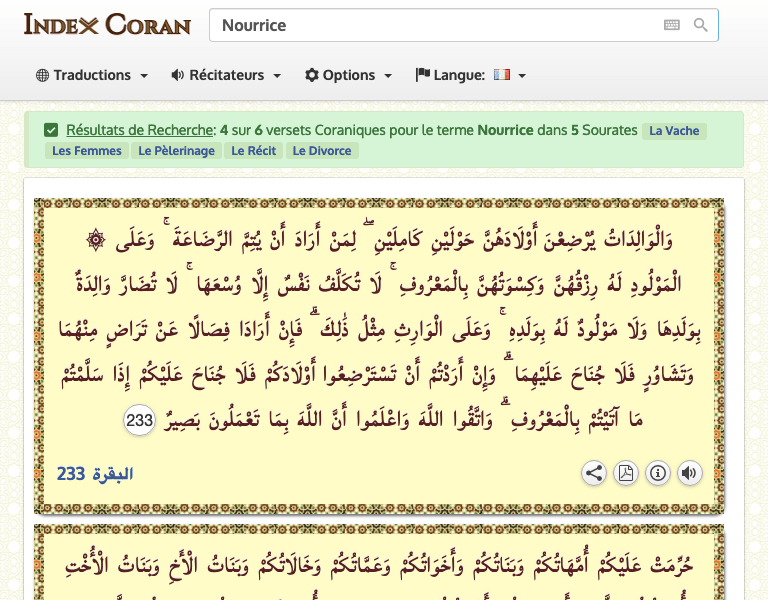 Index Coran
Nourrice
Traductions Récitateurs Options Langue:
Résultats de Recherche: 4 sur 6 versets Coraniques pour le terme Nourrice dans 5 Sourates La Vache
Les Femmes Le Pèlerinage Le Récit Le Divorce
۞ وَالْوَالِدَاتُ يُرْضِعْنَ أَوْلَادَهُنَّ حَوْلَيْنِ كَامِلَيْنِ ۖ لِمَنْ أَرَادَ أَنْ يُتِمَّ الرَّضَاعَةَ ۚ وَعَلَى
الْمَوْلُودِ لَهُ رِزْقُهُنَّ وَكِسْوَتُهُنَّ بِالْمَعْرُوفِ ۚ لَا تُكَلَّفُ نَفْسٌ إِلَّا وُسْعَهَا ۚ لَا تُضَارَّ وَالِدَةٌ
بِوَلَدِهَا وَلَا مَوْلُودٌ لَهُ بِوَلَدِهِ ۚ وَعَلَى الْوَارِثِ مِثْلُ ذَٰلِكَ ۗ فَإِنْ أَرَادَا فِصَالًا عَنْ تَرَاضٍ مِنْهُمَا
وَتَشَاوُرٍ فَلَا جُنَاحَ عَلَيْهِمَا ۗ وَإِنْ أَرَدْتُمْ أَنْ تَسْتَرْضِعُوا أَوْلَادَكُمْ فَلَا جُنَاحَ عَلَيْكُمْ إِذَا سَلَّمْتُمْ
مَا آتَيْتُمْ بِالْمَعْرُوفِ ۗ وَاتَّقُوا اللَّهَ وَاعْلَمُوا أَنَّ اللَّهَ بِمَا تَعْمَلُونَ بَصِيرٌ 233
البقرة 233
حُرِّمَتْ عَلَيْكُمْ أُمَّهَاتُكُمْ وَبَنَاتُكُمْ وَأَخَوَاتُكُمْ وَعَمَّاتُكُمْ وَخَالَاتُكُمْ وَبَنَاتُ الْأَخِ وَبَنَاتُ الْأُخْتِ